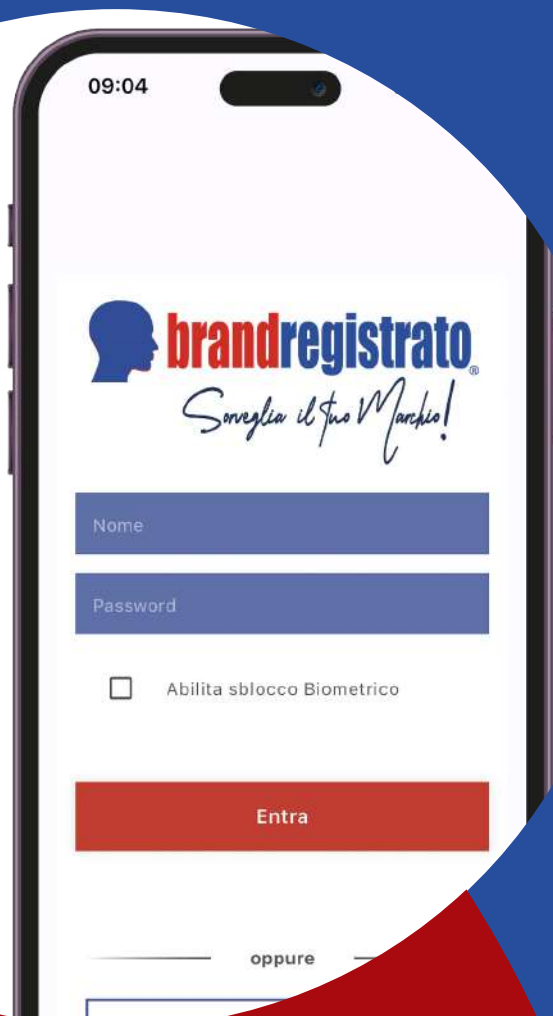 09:04
brandregistrato®
Sorveglia il tuo Marchio!
Nome
Password
Abilita sblocco Biometrico
Entra
oppure